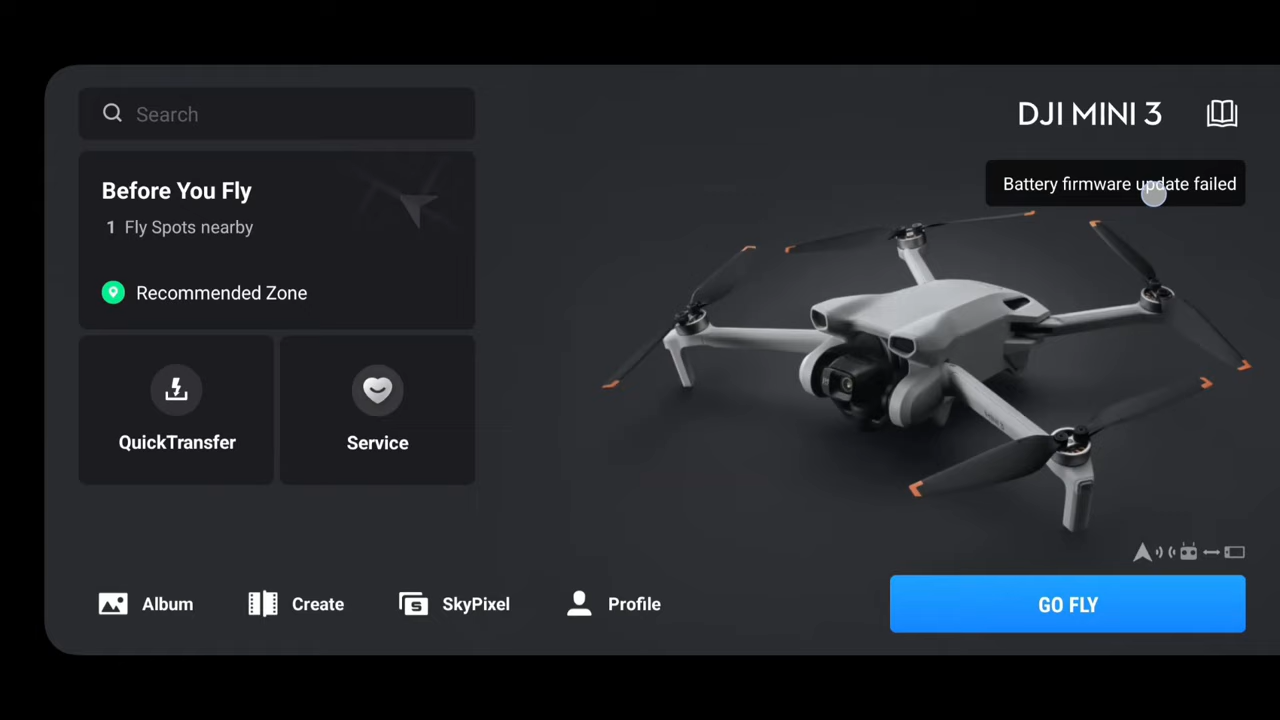 Search
DJI MINI 3
Before You Fly
1 Fly Spots nearby
Recommended Zone
Battery firmware update failed
QuickTransfer
Service
Album
Create
SkyPixel
Profile
GO FLY